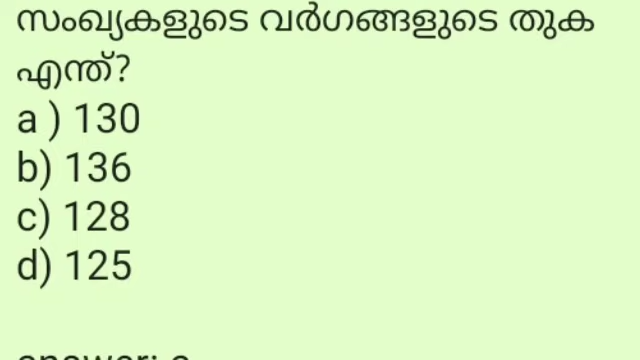 സംഖ്യകളുടെ വർഗങ്ങളുടെ തുക
എന്ത്?
a ) 130
b) 136
c) 128
d) 125